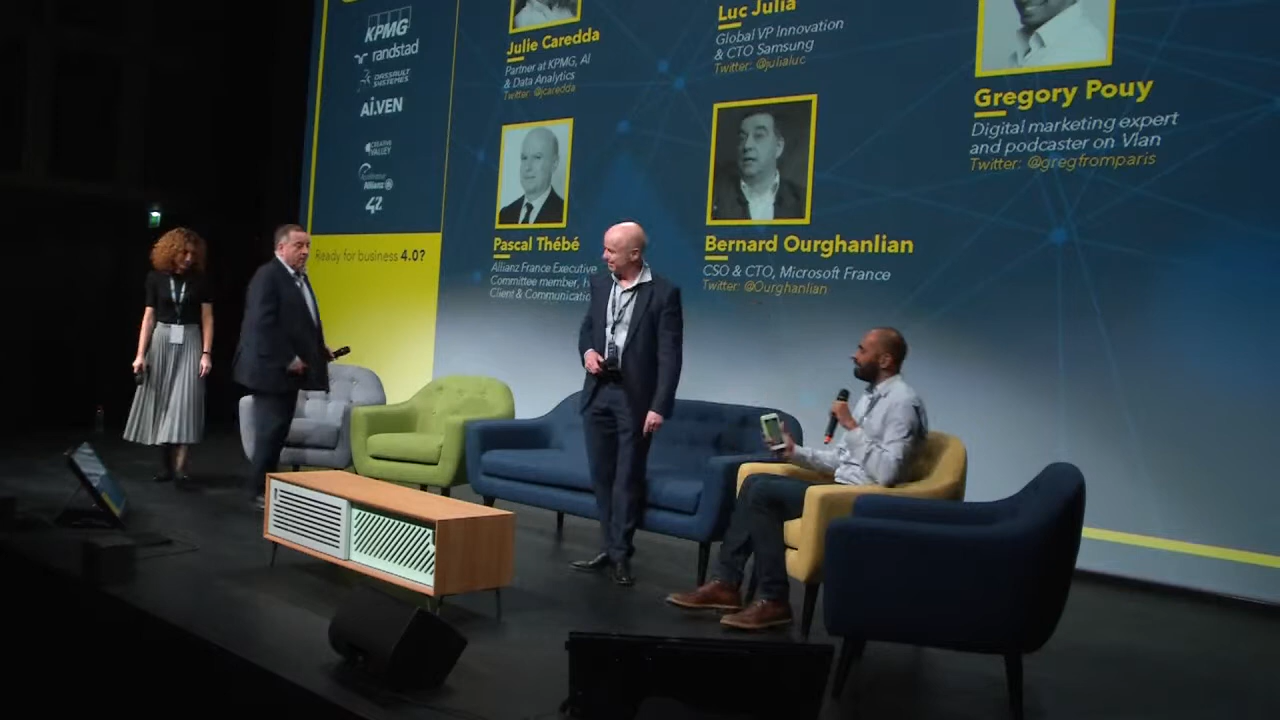 KPMG
randstad
DASSAULT
SYSTEMES
AI.VEN
CREATIVE
VALLEY
Allianz
42
Ready for business 4.0?
Julie Caredda
Partner at KPMG, AI
& Data Analytics
Twitter: @jcaredda
Pascal Thébé
Allianz France Executive
Committee member,
Client & Communicatio
Luc Julia
Global VP Innovation
& CTO Samsung
Twitter: @julialuc
Bernard Ourghanlian
CSO & CTO, Microsoft France
Twitter: @Ourghanlian
Gregory Pouy
Digital marketing expert
and podcaster on Vlan
Twitter: @gregfromparis